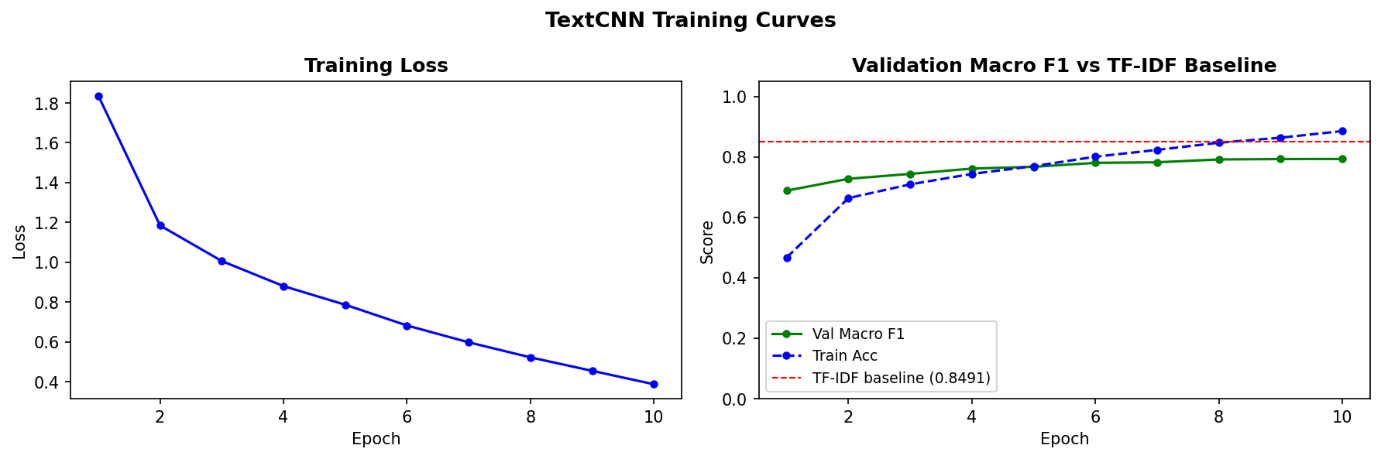 TextCNN Training Curves
Training Loss
1.8
1.6
1.4
1.2
1.0
0.8
0.6
0.4
Loss
2 4 6 8 10
Epoch
Validation Macro F1 vs TF-IDF Baseline
1.0
0.8
0.6
0.4
0.2
0.0
Score
Val Macro F1
Train Acc
TF-IDF baseline (0.8491)
2 4 6 8 10
Epoch